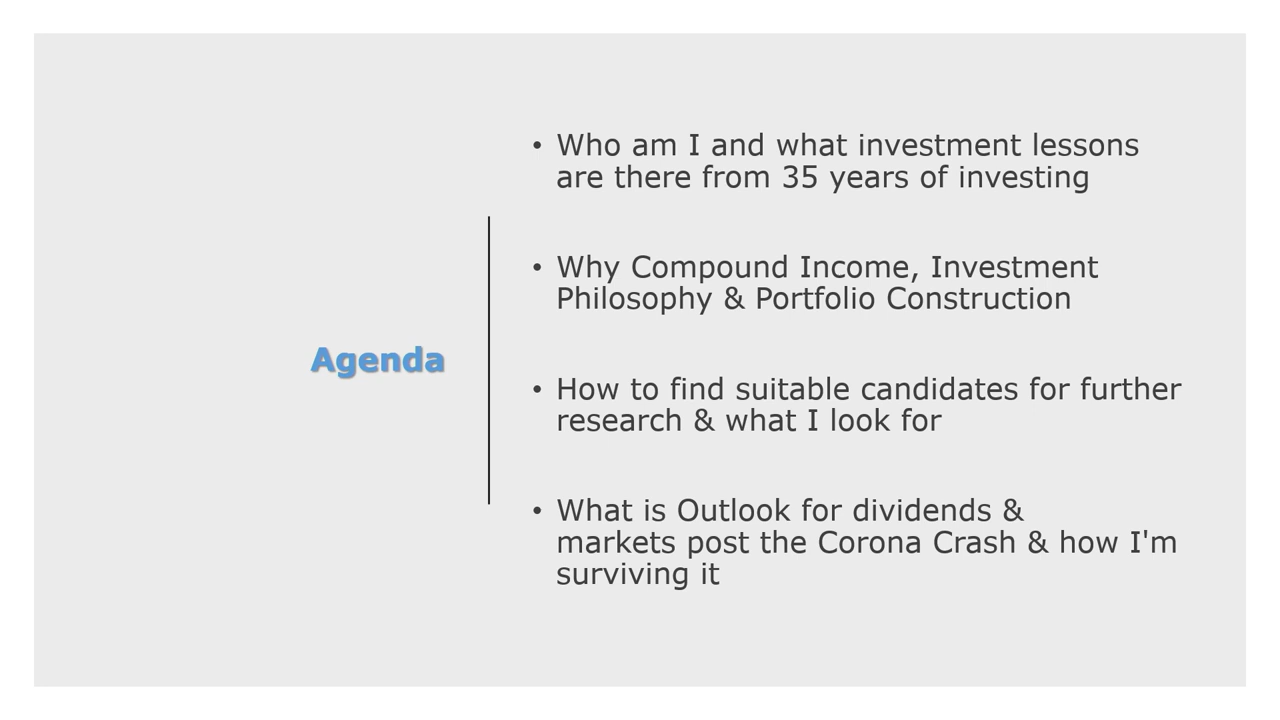 Agenda
• Who am I and what investment lessons
are there from 35 years of investing
• Why Compound Income, Investment
Philosophy & Portfolio Construction
• How to find suitable candidates for further
research & what I look for
• What is Outlook for dividends &
markets post the Corona Crash & how I'm
surviving it